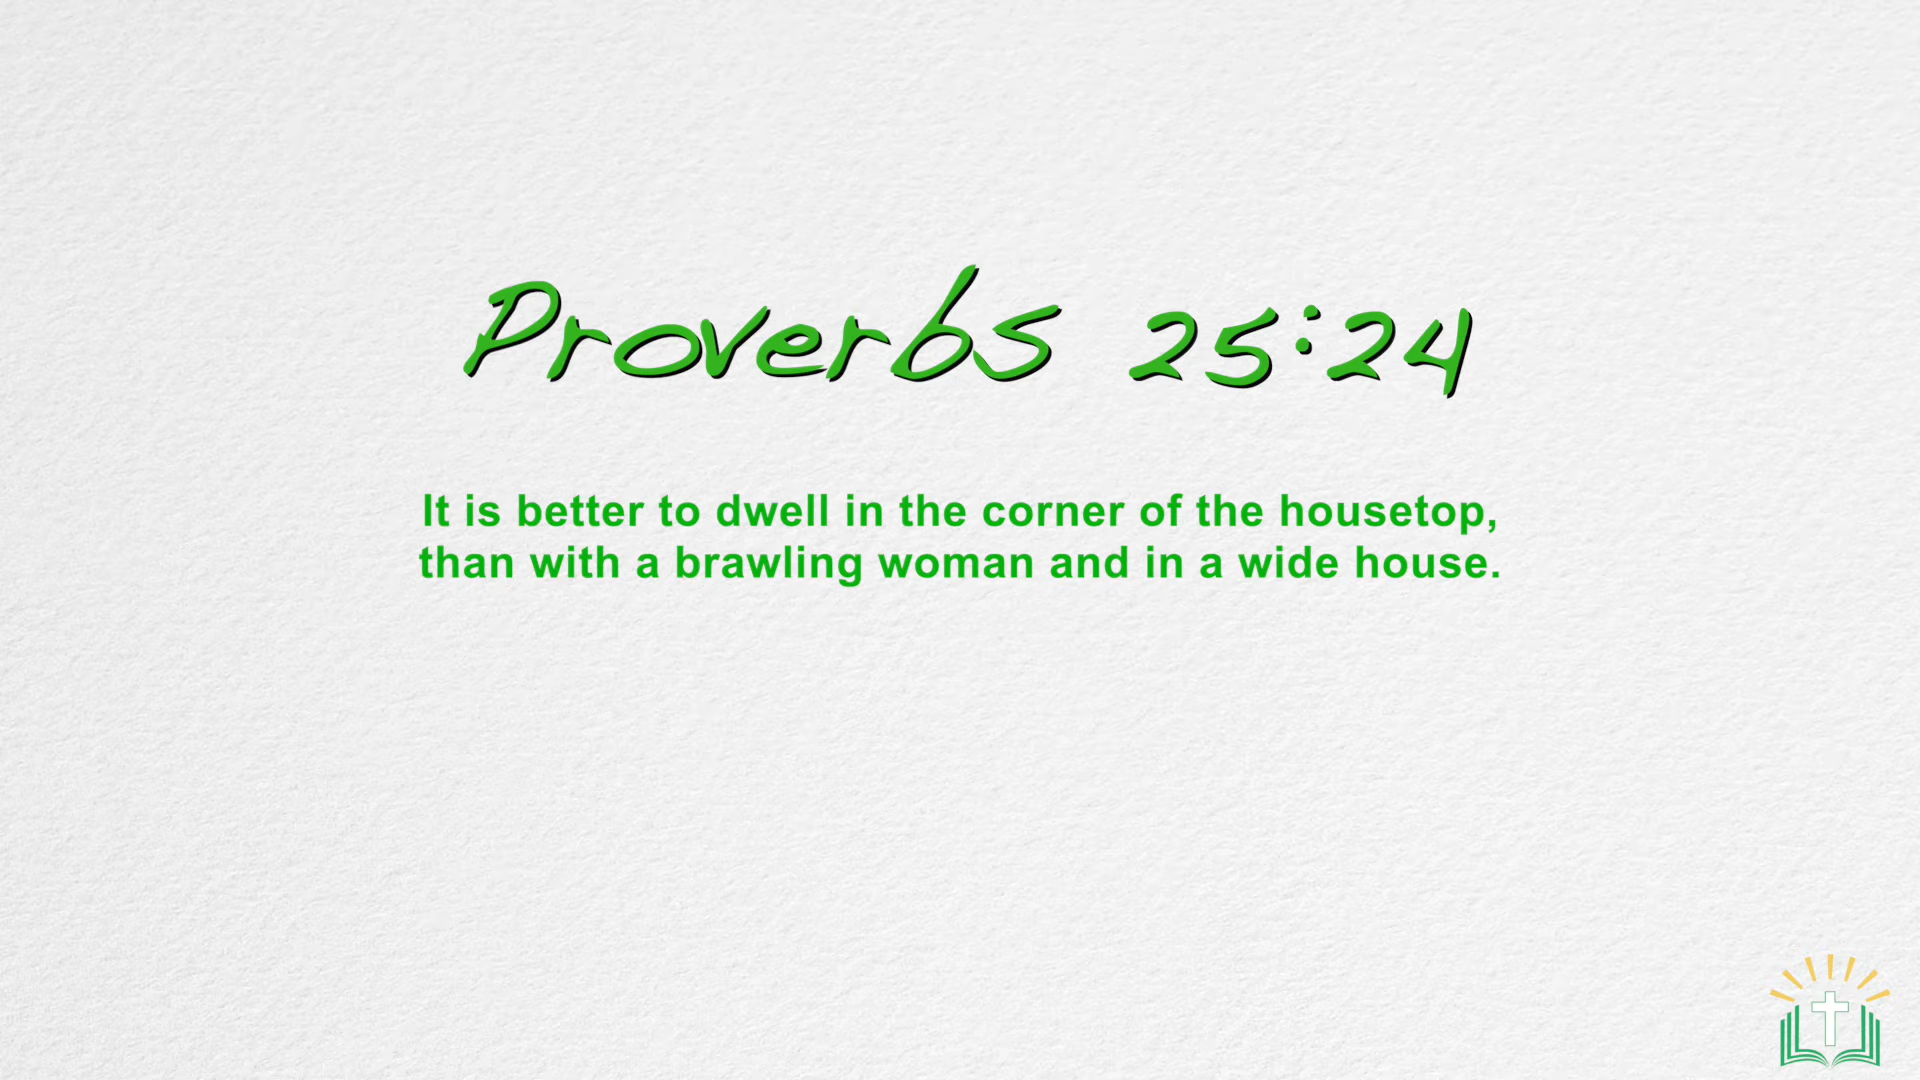 Proverbs 25:24
It is better to dwell in the corner of the housetop,
than with a brawling woman and in a wide house.